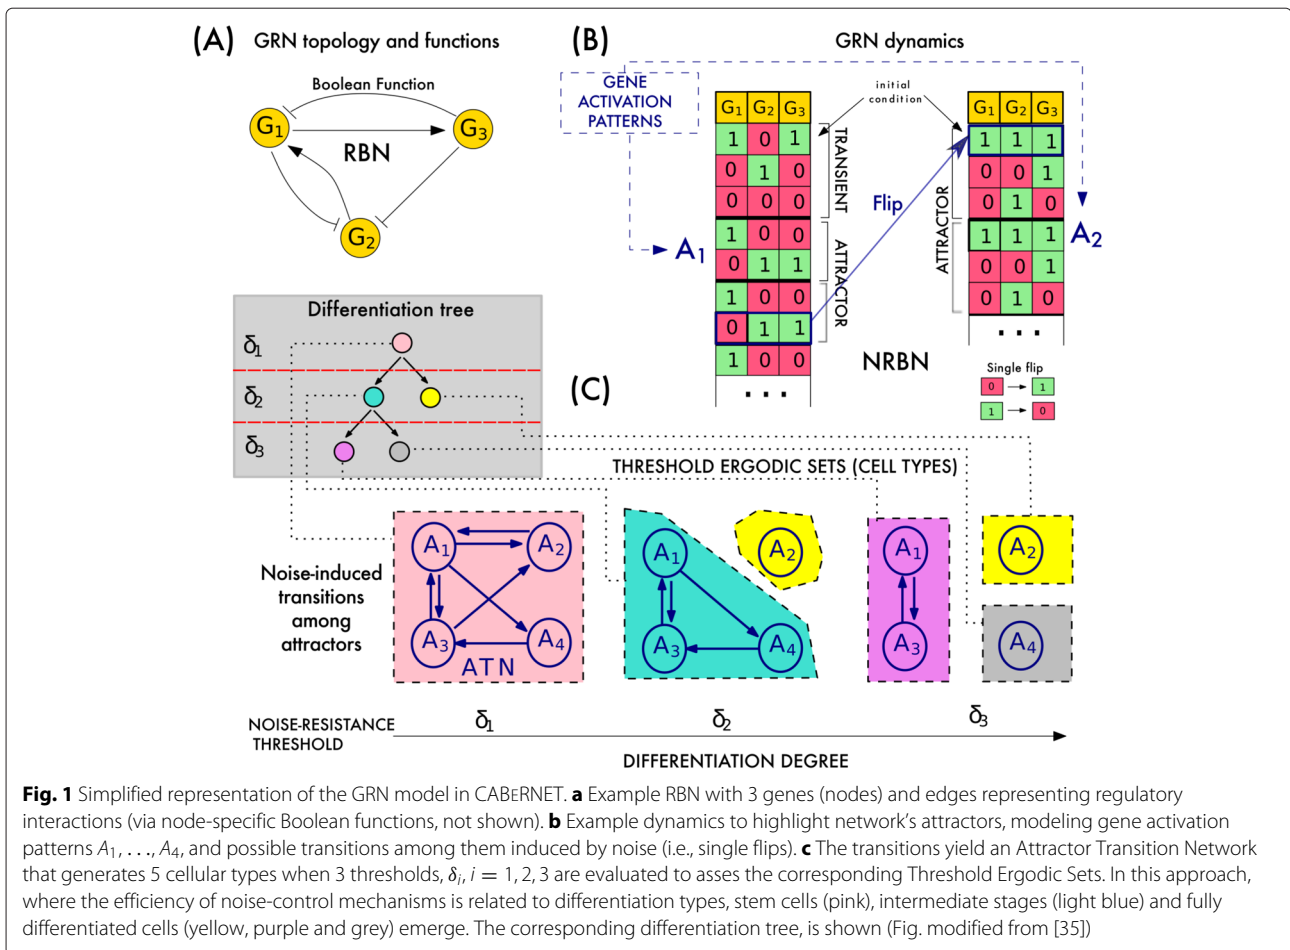 (A) GRN topology and functions
Boolean Function
G1
G3
RBN
G2
(B) GRN dynamics
GENE
ACTIVATION
PATTERNS
initial
condition
G1 G2 G3
1 0 1
0 1 0
0 0 0
1 0 0
0 1 1
1 0 0
0 1 1
1 0 0
...
TRANSIENT
ATTRACTOR
A1
Flip
G1 G2 G3
1 1 1
0 0 1
0 1 0
1 1 1
0 0 1
0 1 0
...
ATTRACTOR
A2
NRBN
Single flip
0 1
1 0
Differentiation tree
δ1
δ2
δ3
(C)
THRESHOLD ERGODIC SETS (CELL TYPES)
Noise-induced
transitions
among
attractors
A1 A2
A3 A4
ATN
A1 A2
A3 A4
A1 A2
A3 A4
NOISE-RESISTANCE
THRESHOLD
δ1 δ2 δ3
DIFFERENTIATION DEGREE
Fig. 1 Simplified representation of the GRN model in CABERNET. a Example RBN with 3 genes (nodes) and edges representing regulatory
interactions (via node-specific Boolean functions, not shown). b Example dynamics to highlight network's attractors, modeling gene activation
patterns A1, ..., A4, and possible transitions among them induced by noise (i.e., single flips). c The transitions yield an Attractor Transition Network
that generates 5 cellular types when 3 thresholds, δi, i = 1, 2, 3 are evaluated to asses the corresponding Threshold Ergodic Sets. In this approach,
where the efficiency of noise-control mechanisms is related to differentiation types, stem cells (pink), intermediate stages (light blue) and fully
differentiated cells (yellow, purple and grey) emerge. The corresponding differentiation tree, is shown (Fig. modified from [35])